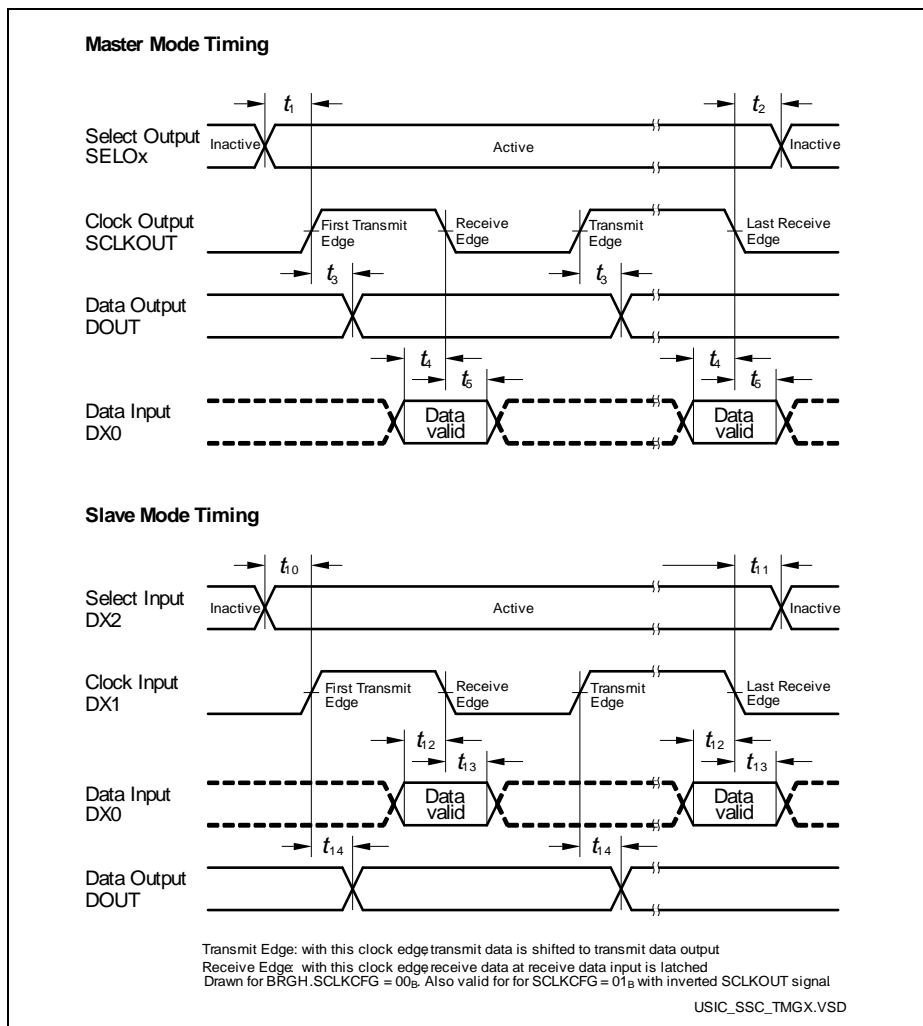 Master Mode Timing
t1
t2
Select Output
SELOx
Inactive
Active
Inactive
Clock Output
SCLKOUT
First Transmit
Edge
Receive
Edge
Transmit
Edge
Last Receive
Edge
t3
t3
Data Output
DOUT
t4
t5
t4
t5
Data Input
DX0
Data
valid
Data
valid
Slave Mode Timing
t10
t11
Select Input
DX2
Inactive
Active
Inactive
Clock Input
DX1
First Transmit
Edge
Receive
Edge
Transmit
Edge
Last Receive
Edge
t12
t13
t12
t13
Data Input
DX0
Data
valid
Data
valid
t14
t14
Data Output
DOUT
Transmit Edge: with this clock edge, transmit data is shifted to transmit data output
Receive Edge: with this clock edge, receive data at receive data input is latched
Drawn for BRGH.SCLKCFG = 00B. Also valid for for SCLKCFG = 01B with inverted SCLKOUT signal.
USIC_SSC_TMGX.VSD